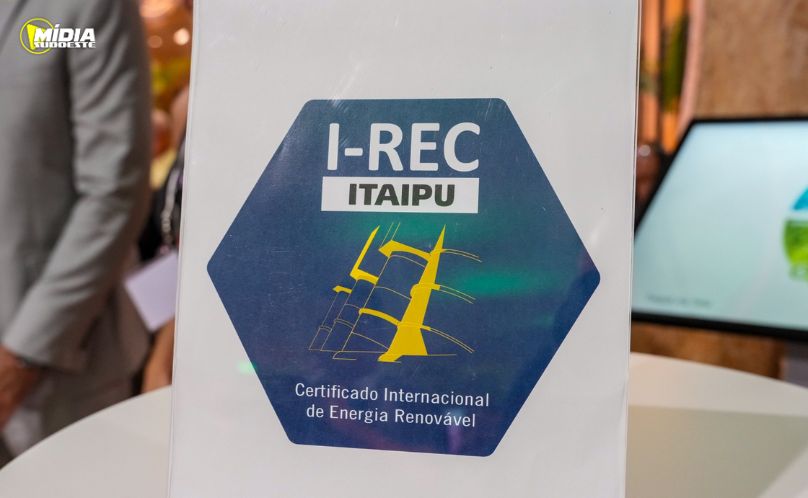 MÍDIA
SUDOESTE
I-REC
ITAIPU
Certificado Internacional
de Energia Renovável